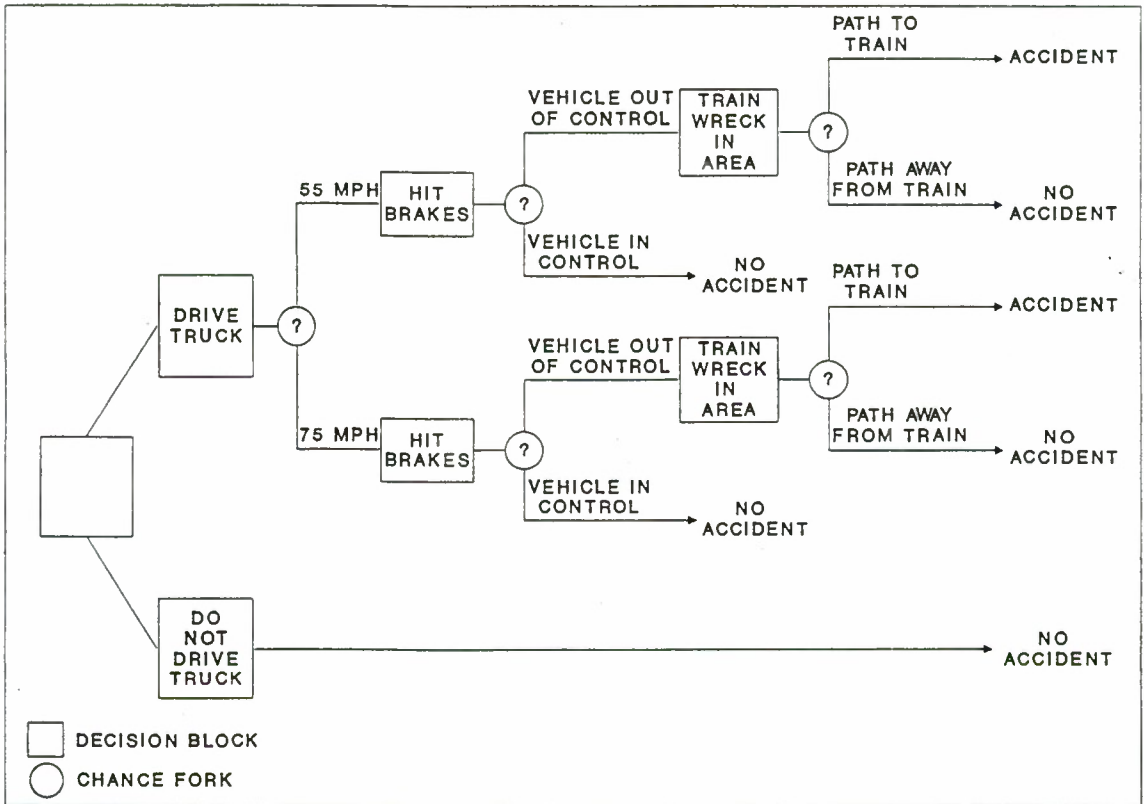 PATH TO
TRAIN
ACCIDENT
VEHICLE OUT
OF CONTROL
TRAIN
WRECK
IN
AREA
?
PATH AWAY
FROM TRAIN
NO
ACCIDENT
55 MPH
HIT
BRAKES
?
VEHICLE IN
CONTROL
NO
ACCIDENT
DRIVE
TRUCK
?
PATH TO
TRAIN
ACCIDENT
VEHICLE OUT
OF CONTROL
TRAIN
WRECK
IN
AREA
?
PATH AWAY
FROM TRAIN
NO
ACCIDENT
75 MPH
HIT
BRAKES
?
VEHICLE IN
CONTROL
NO
ACCIDENT
DO
NOT
DRIVE
TRUCK
NO
ACCIDENT
DECISION BLOCK
CHANCE FORK